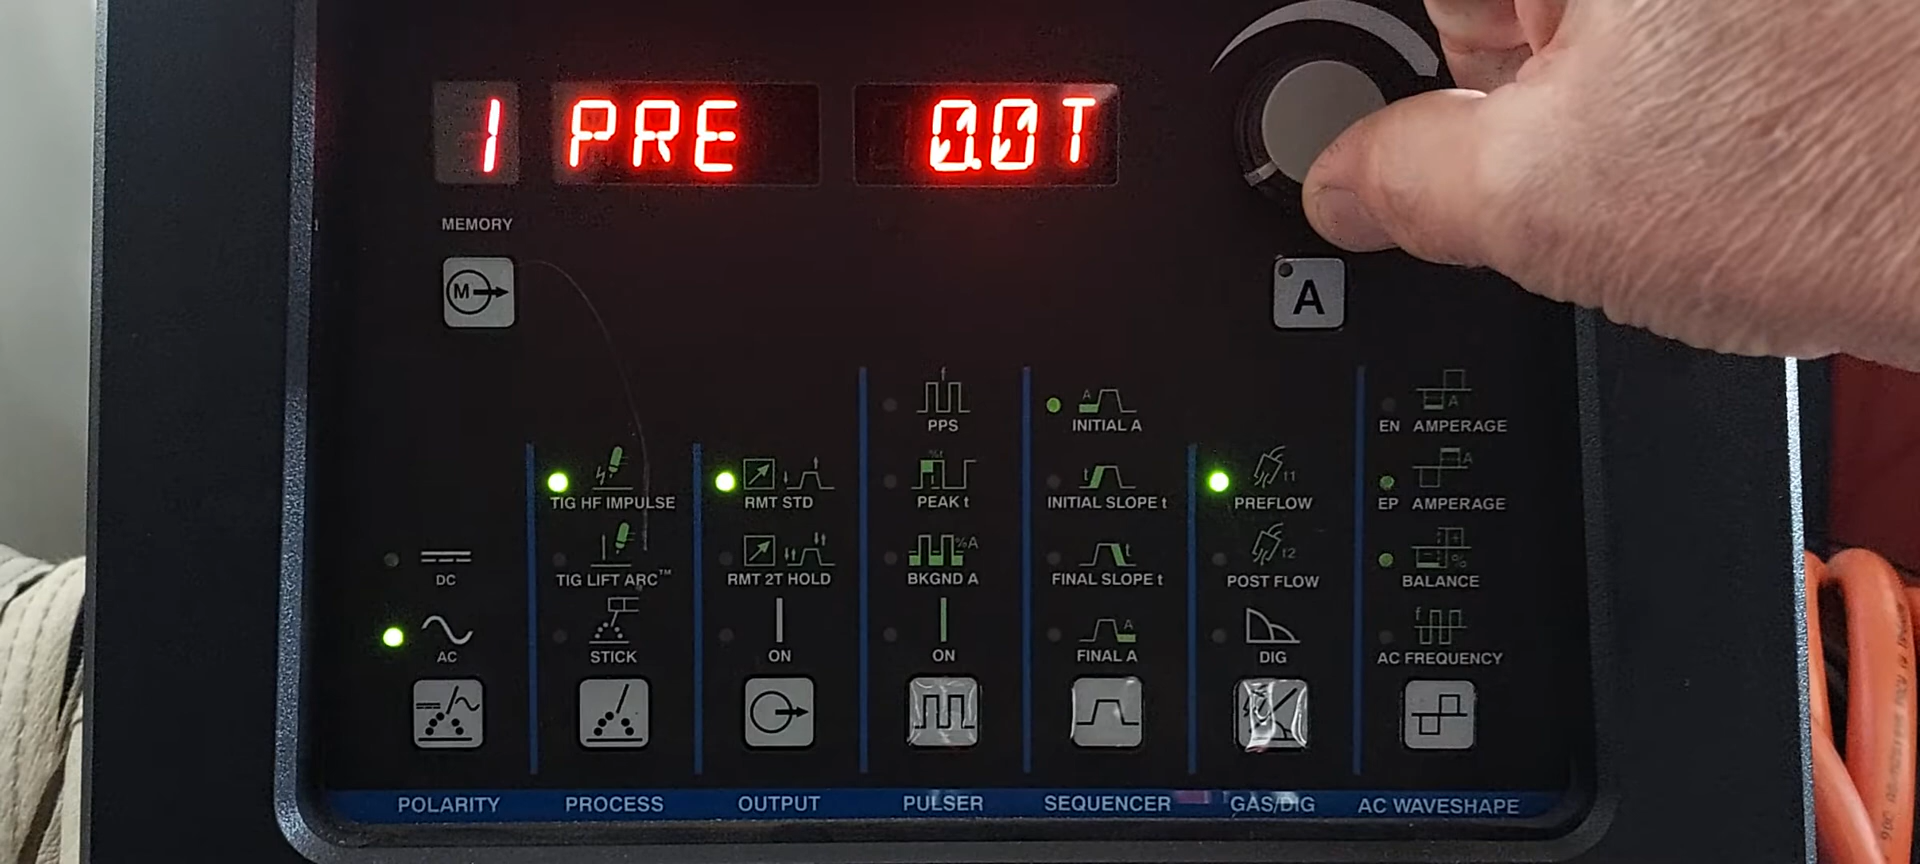 1 PRE 0.0T
MEMORY
M
A
f
PPS
A
INITIAL A
A
EN AMPERAGE
TIG HF IMPULSE
RMT STD
%t
PEAK t
t
INITIAL SLOPE t
T1
PREFLOW
A
EP AMPERAGE
DC
TIG LIFT ARC™
RMT 2T HOLD
%A
BKGND A
t
FINAL SLOPE t
T2
POST FLOW
%
BALANCE
AC
STICK
ON
ON
A
FINAL A
DIG
f
AC FREQUENCY
POLARITY PROCESS OUTPUT PULSER SEQUENCER GAS/DIG AC WAVESHAPE